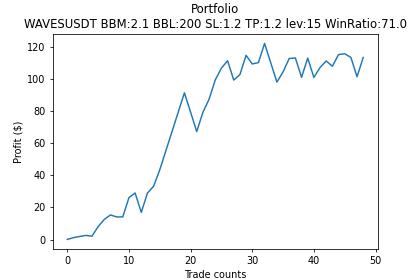 Portfolio
WAVESUSDT BBM:2.1 BBL:200 SL:1.2 TP:1.2 lev:15 WinRatio:71.0
120
100
80
60
40
20
0
Profit ($)
0 10 20 30 40 50
Trade counts